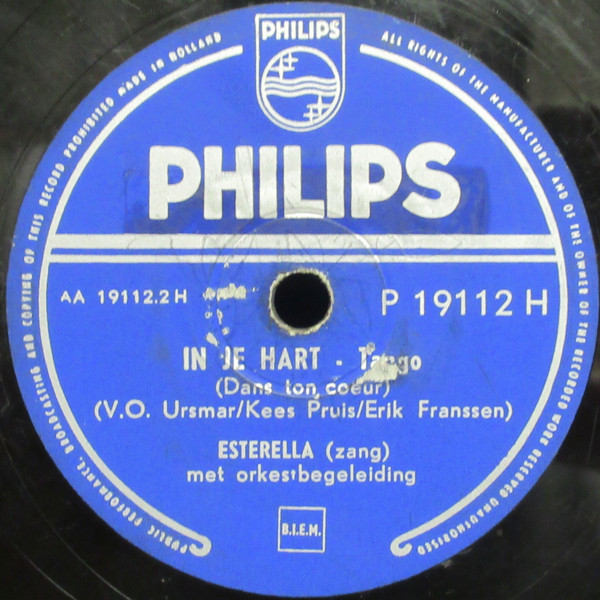 PHILIPS
ALL RIGHTS OF THE MANUFACTURER AND OF THE OWNER OF THE RECORDED WORK RESERVED UNAUTHORISED
PUBLIC PERFORMANCE, BROADCASTING AND COPYING OF THIS RECORD PROHIBITED MADE IN HOLLAND
PHILIPS
AA 19112.2 H
P 19112 H
IN JE HART - Tango
(Dans ton coeur)
(V.O. Ursmar/Kees Pruis/Erik Franssen)
ESTERELLA (zang)
met orkestbegeleiding
B.I.E.M.